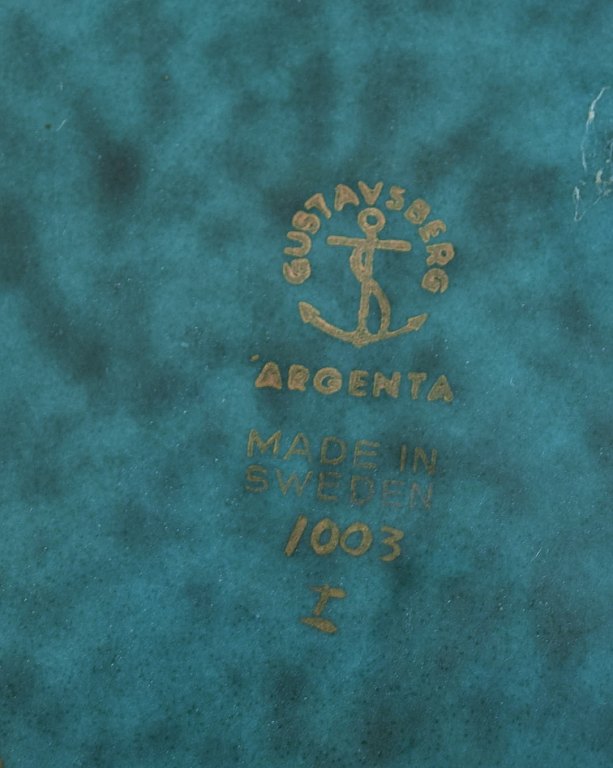 GUSTAVSBERG
ARGENTA
MADE IN
SWEDEN
1003
I